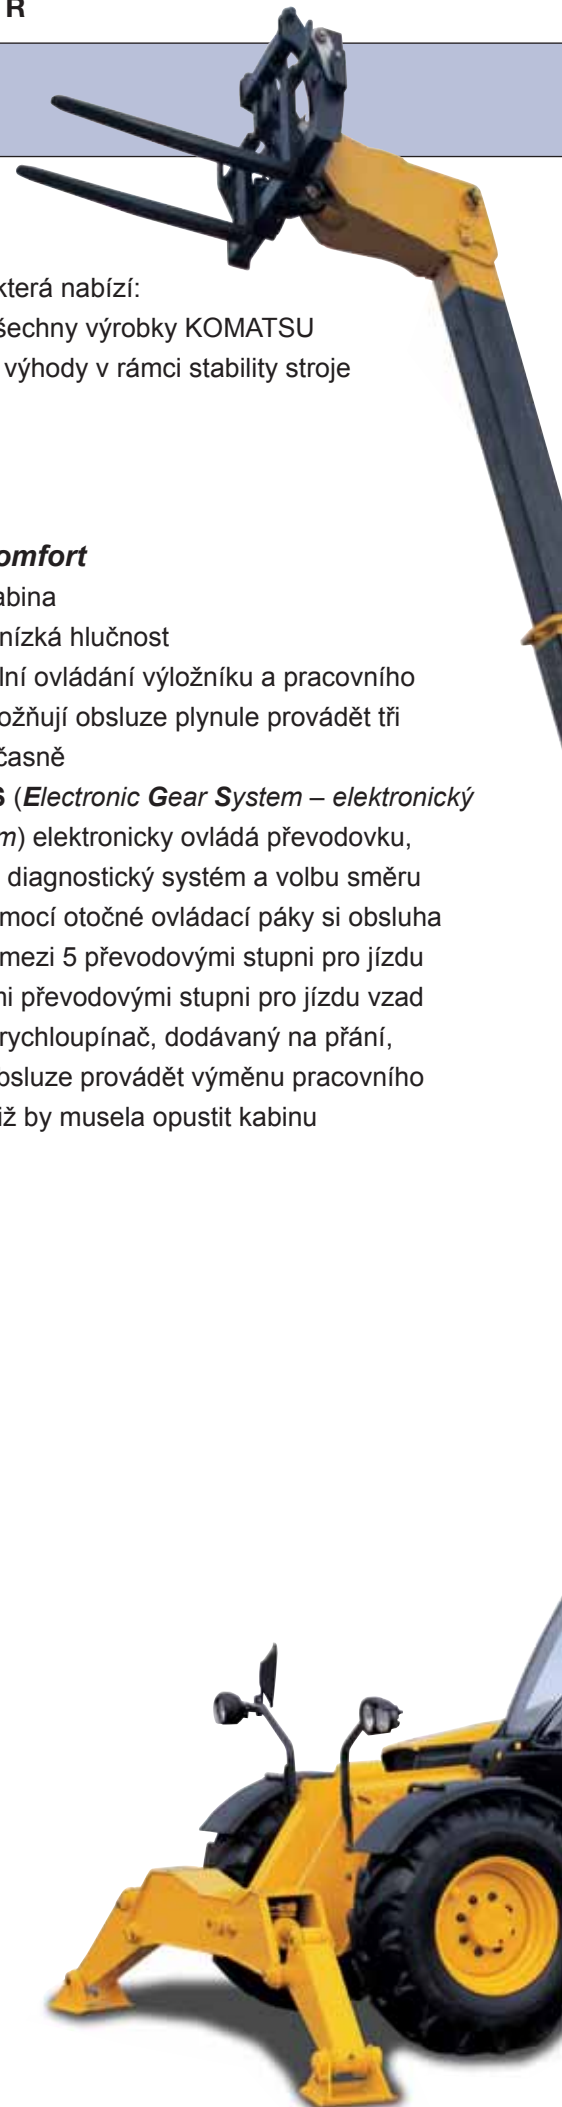 R
která nabízí:
šechny výrobky KOMATSU
výhody v rámci stability stroje
omfort
abina
nízká hlučnost
lní ovládání výložníku a pracovního
ožňují obsluze plynule provádět tři
časně
S (Electronic Gear System – elektronický
m) elektronicky ovládá převodovku,
diagnostický systém a volbu směru
mocí otočné ovládací páky si obsluha
mezi 5 převodovými stupni pro jízdu
ni převodovými stupni pro jízdu vzad
rychloupínač, dodávaný na přání,
bsluze provádět výměnu pracovního
iž by musela opustit kabinu